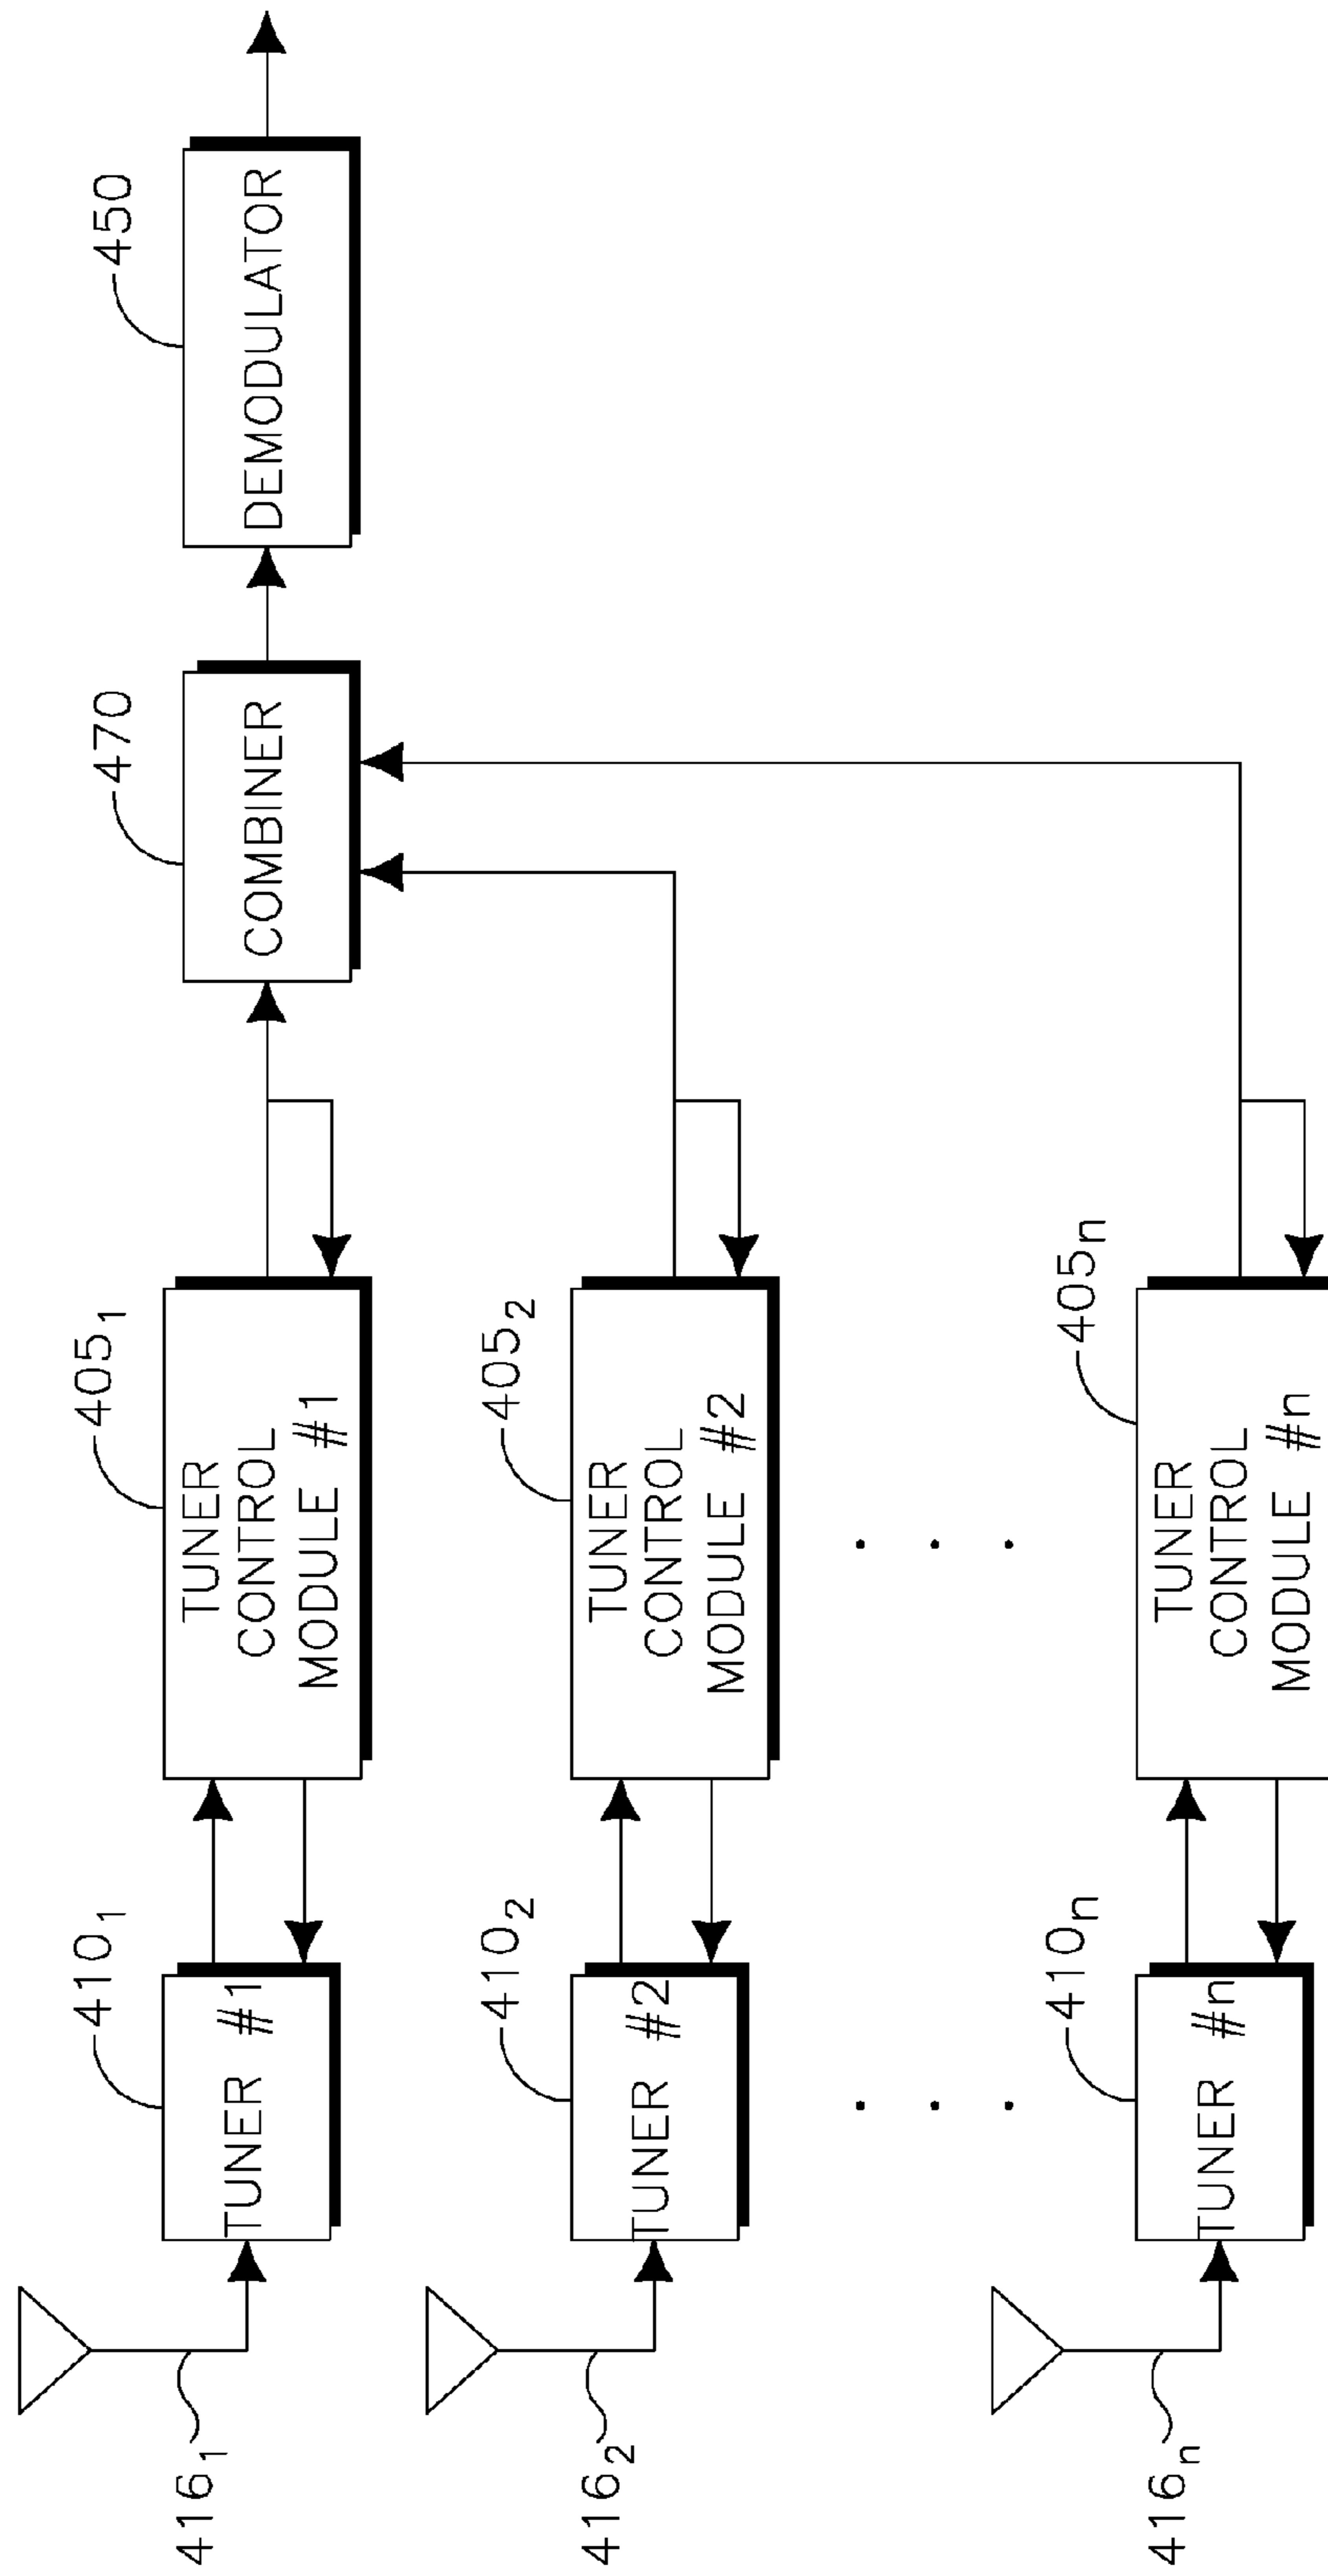 416₁
410₁
TUNER #1
405₁
TUNER
CONTROL
MODULE #1
470
COMBINER
450
DEMODULATOR
416₂
410₂
TUNER #2
405₂
TUNER
CONTROL
MODULE #2
416ₙ
410ₙ
TUNER #n
405ₙ
TUNER
CONTROL
MODULE #n